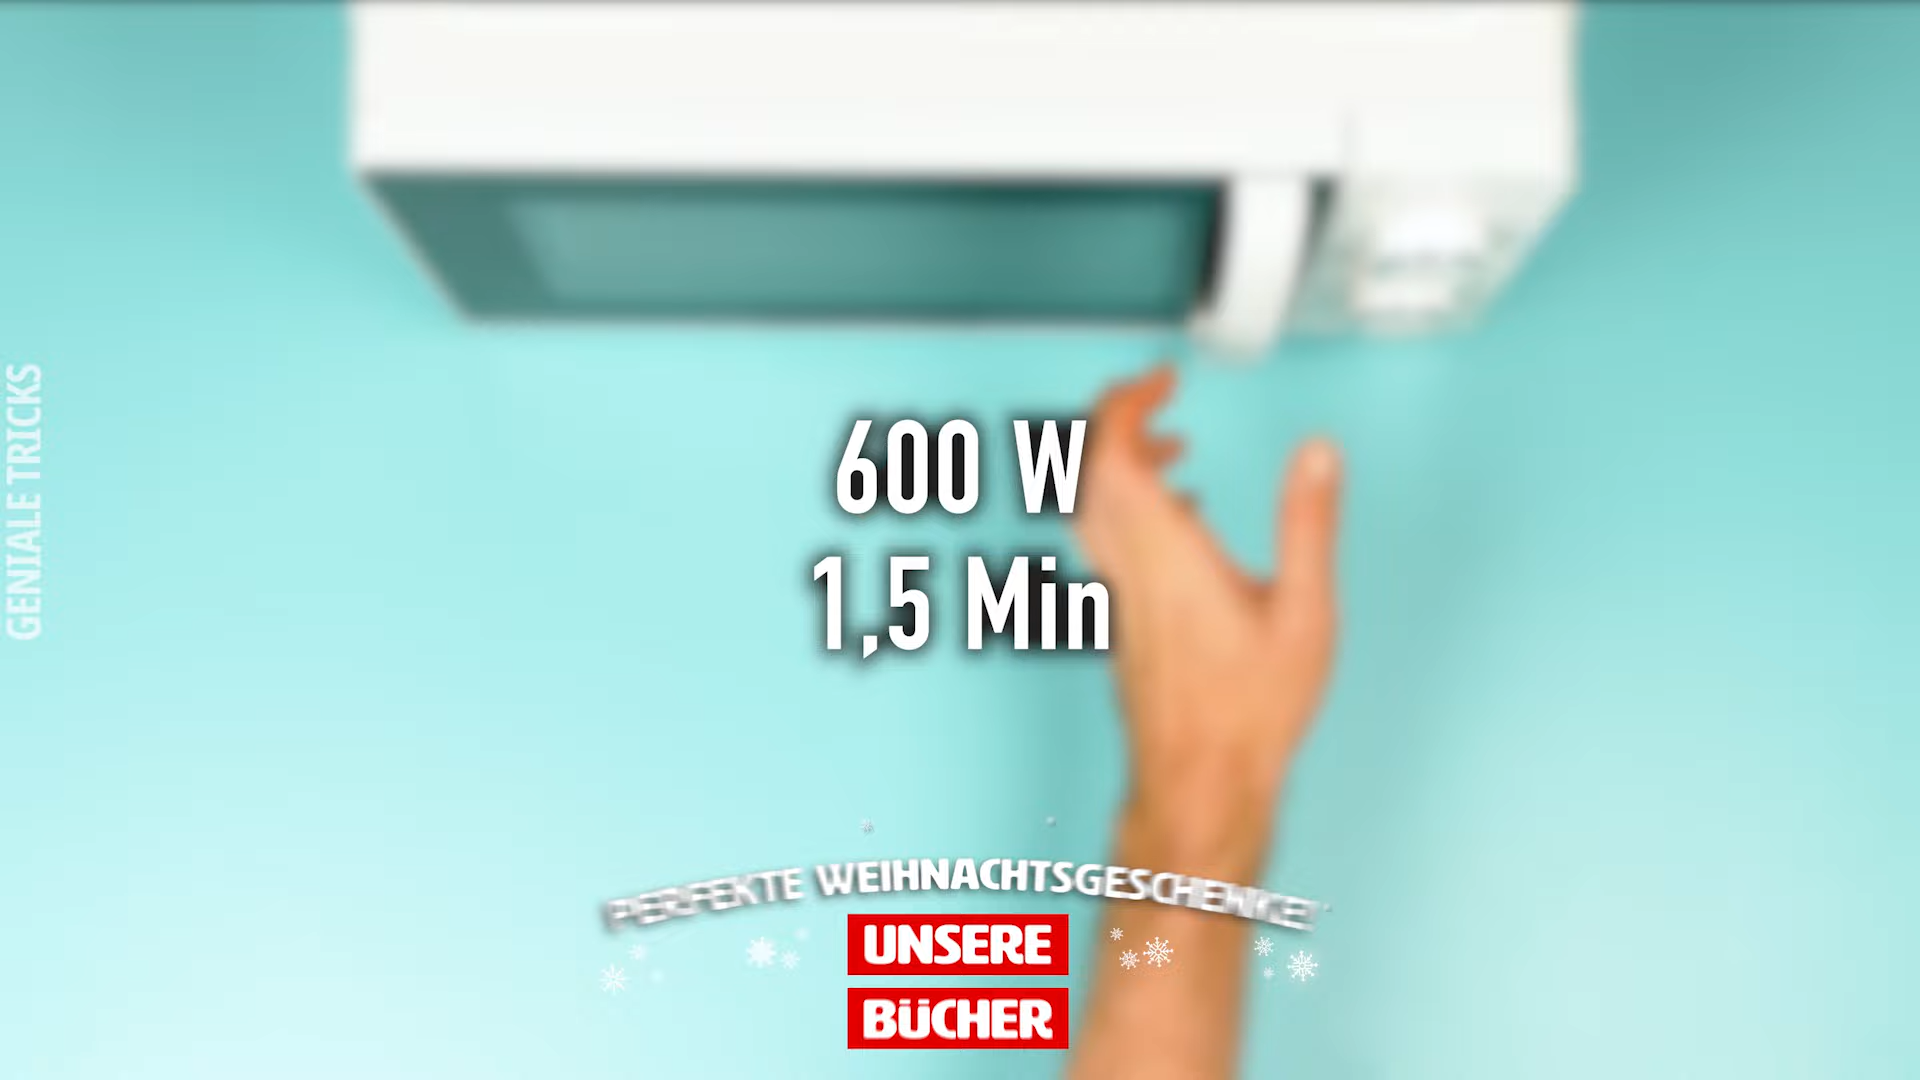 GENIALE TRICKS
600 W
1,5 Min
PERFEKTE WEIHNACHTSGESCHENKE!
UNSERE
BÜCHER